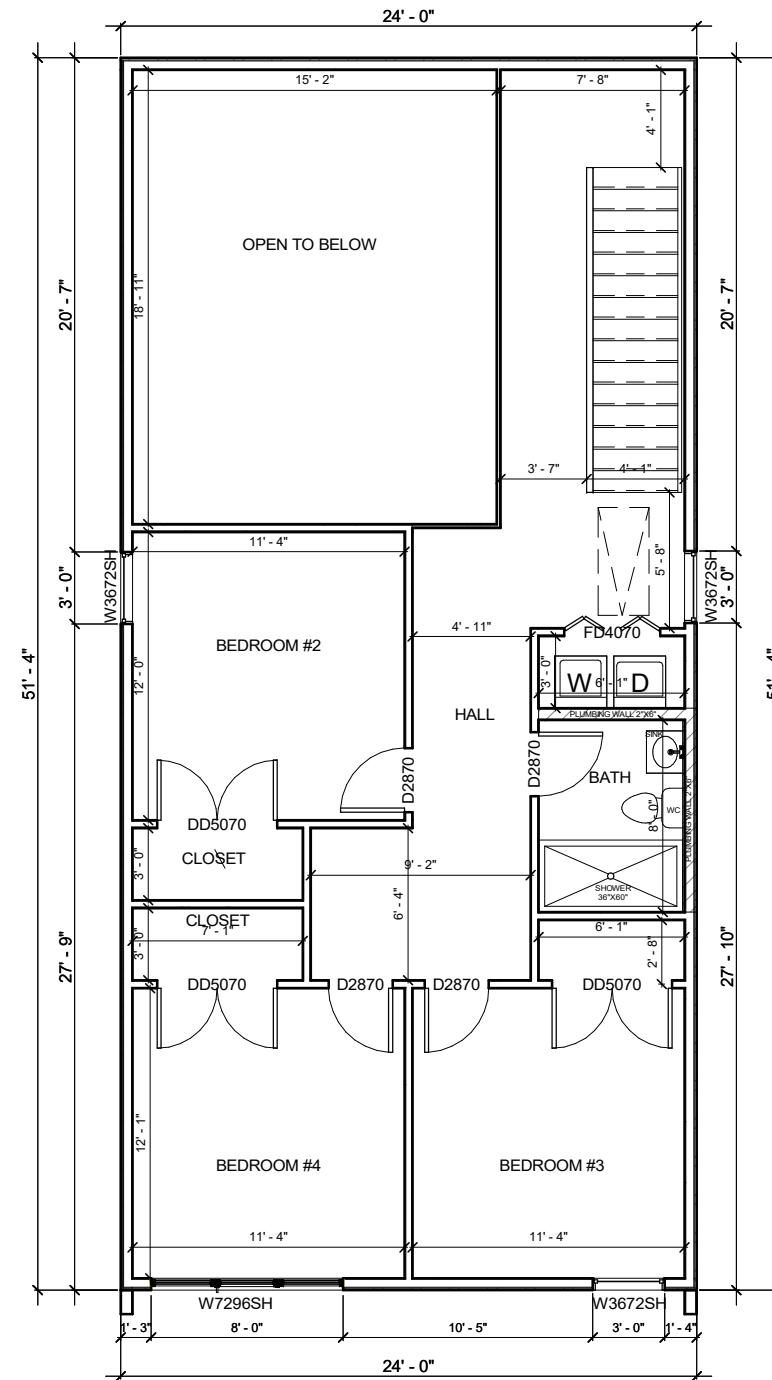 24' - 0"
15' - 2"
7' - 8"
4' - 1"
OPEN TO BELOW
18' - 11"
20' - 7"
20' - 7"
3' - 7"
4' - 1"
5' - 8"
11' - 4"
W3672SH
3' - 0"
W3672SH
3' - 0"
4' - 11"
FD4070
BEDROOM #2
12' - 0"
3' - 0"
W
6' - 1"
D
51' - 4"
51' - 4"
HALL
PLUMBING WALL 2"X6"
SINK
D2870
D2870
BATH
WC
8' - 0"
PLUMBING WALL 2"X6"
DD5070
CLOSET
3' - 0"
9' - 2"
6' - 4"
SHOWER
36"X60"
CLOSET
7' - 1"
3' - 0"
6' - 1"
2' - 8"
27' - 9"
27' - 10"
DD5070
D2870
D2870
DD5070
12' - 1"
BEDROOM #4
BEDROOM #3
11' - 4"
11' - 4"
W7296SH
W3672SH
1' - 3"
8' - 0"
10' - 5"
3' - 0"
1' - 4"
24' - 0"